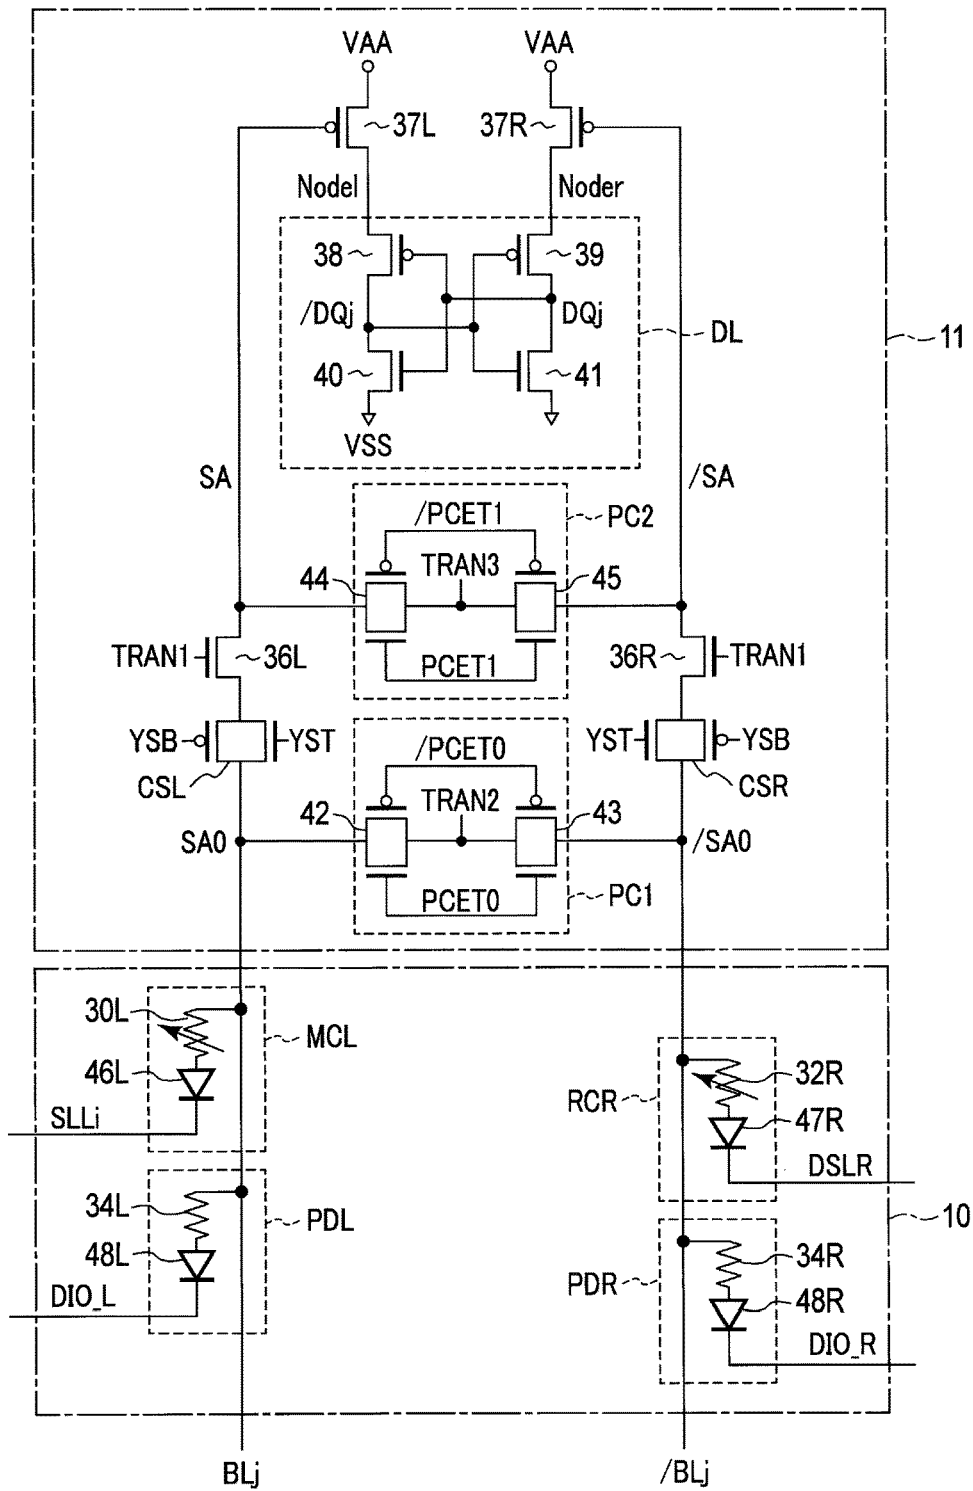 VAA VAA
37L 37R
Nodel Noder
38 39
/DQj DQj
DL
11
40 41
VSS
SA /SA
/PCET1
PC2
44 TRAN3 45
TRAN1 36L 36R TRAN1
PCET1
YSB YST YST YSB
CSL CSR
/PCET0
42 TRAN2 43
SA0 /SA0
PCET0 PC1
30L
MCL
46L
32R
RCR
SLLi
47R
DSLR
34L
PDL
10
48L
34R
PDR
DIO_L
48R
DIO_R
BLj /BLj